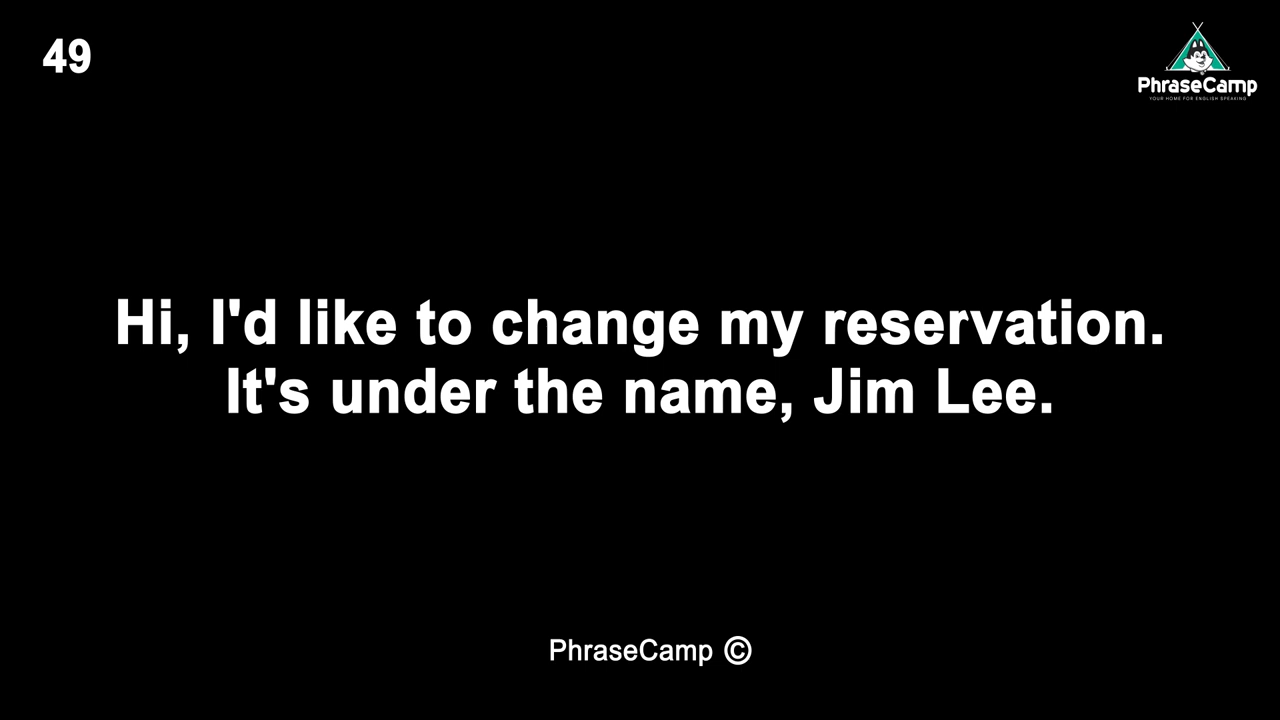 49
PhraseCamp
YOUR HOME FOR ENGLISH SPEAKING
Hi, I'd like to change my reservation.
It's under the name, Jim Lee.
PhraseCamp ©